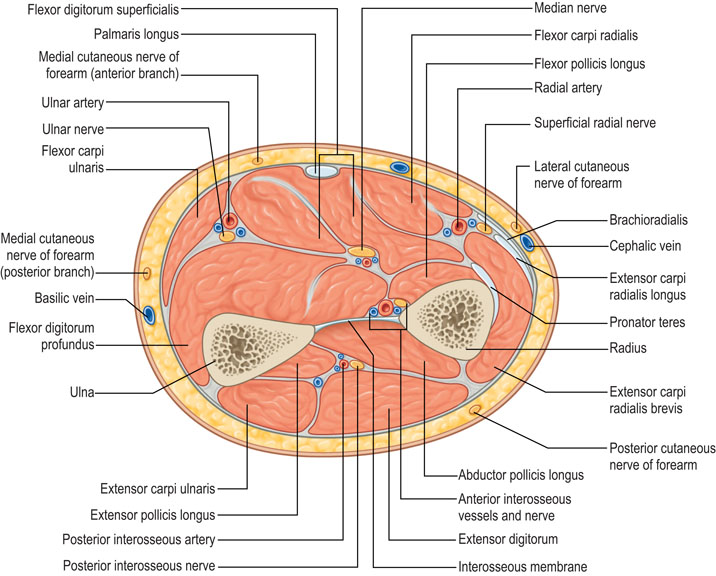 Flexor digitorum superficialis
Palmaris longus
Medial cutaneous nerve of
forearm (anterior branch)
Ulnar artery
Ulnar nerve
Flexor carpi
ulnaris
Medial cutaneous
nerve of forearm
(posterior branch)
Basilic vein
Flexor digitorum
profundus
Ulna
Extensor carpi ulnaris
Extensor pollicis longus
Posterior interosseous artery
Posterior interosseous nerve
Median nerve
Flexor carpi radialis
Flexor pollicis longus
Radial artery
Superficial radial nerve
Lateral cutaneous
nerve of forearm
Brachioradialis
Cephalic vein
Extensor carpi
radialis longus
Pronator teres
Radius
Extensor carpi
radialis brevis
Posterior cutaneous
nerve of forearm
Abductor pollicis longus
Anterior interosseous
vessels and nerve
Extensor digitorum
Interosseous membrane